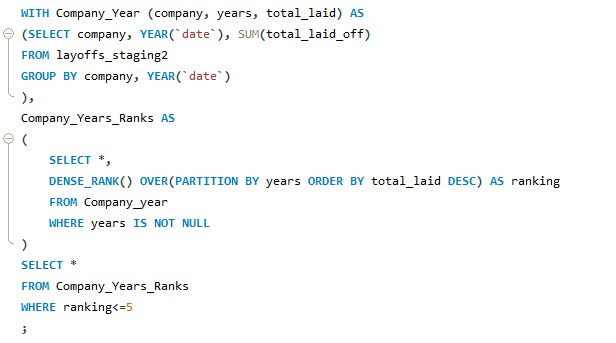 WITH Company_Year (company, years, total_laid) AS
(SELECT company, YEAR(`date`), SUM(total_laid_off)
FROM layoffs_staging2
GROUP BY company, YEAR(`date`)
),
Company_Years_Ranks AS
(
    SELECT *,
    DENSE_RANK() OVER(PARTITION BY years ORDER BY total_laid DESC) AS ranking
    FROM Company_year
    WHERE years IS NOT NULL
)
SELECT *
FROM Company_Years_Ranks
WHERE ranking<=5
;